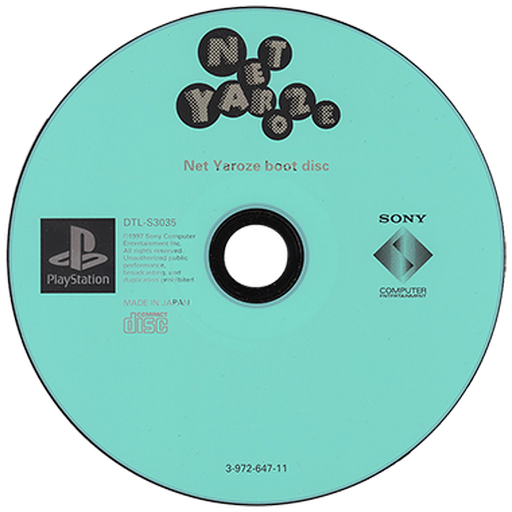 NET
YAROZE
Net Yaroze boot disc
DTL-S3035
©1997 Sony Computer
Entertainment Inc.
All rights reserved.
Unauthorized public
performance,
broadcasting, and
duplication prohibited.
PlayStation
MADE IN JAPAN
COMPACT
disc
SONY
COMPUTER
ENTERTAINMENT
3-972-647-11